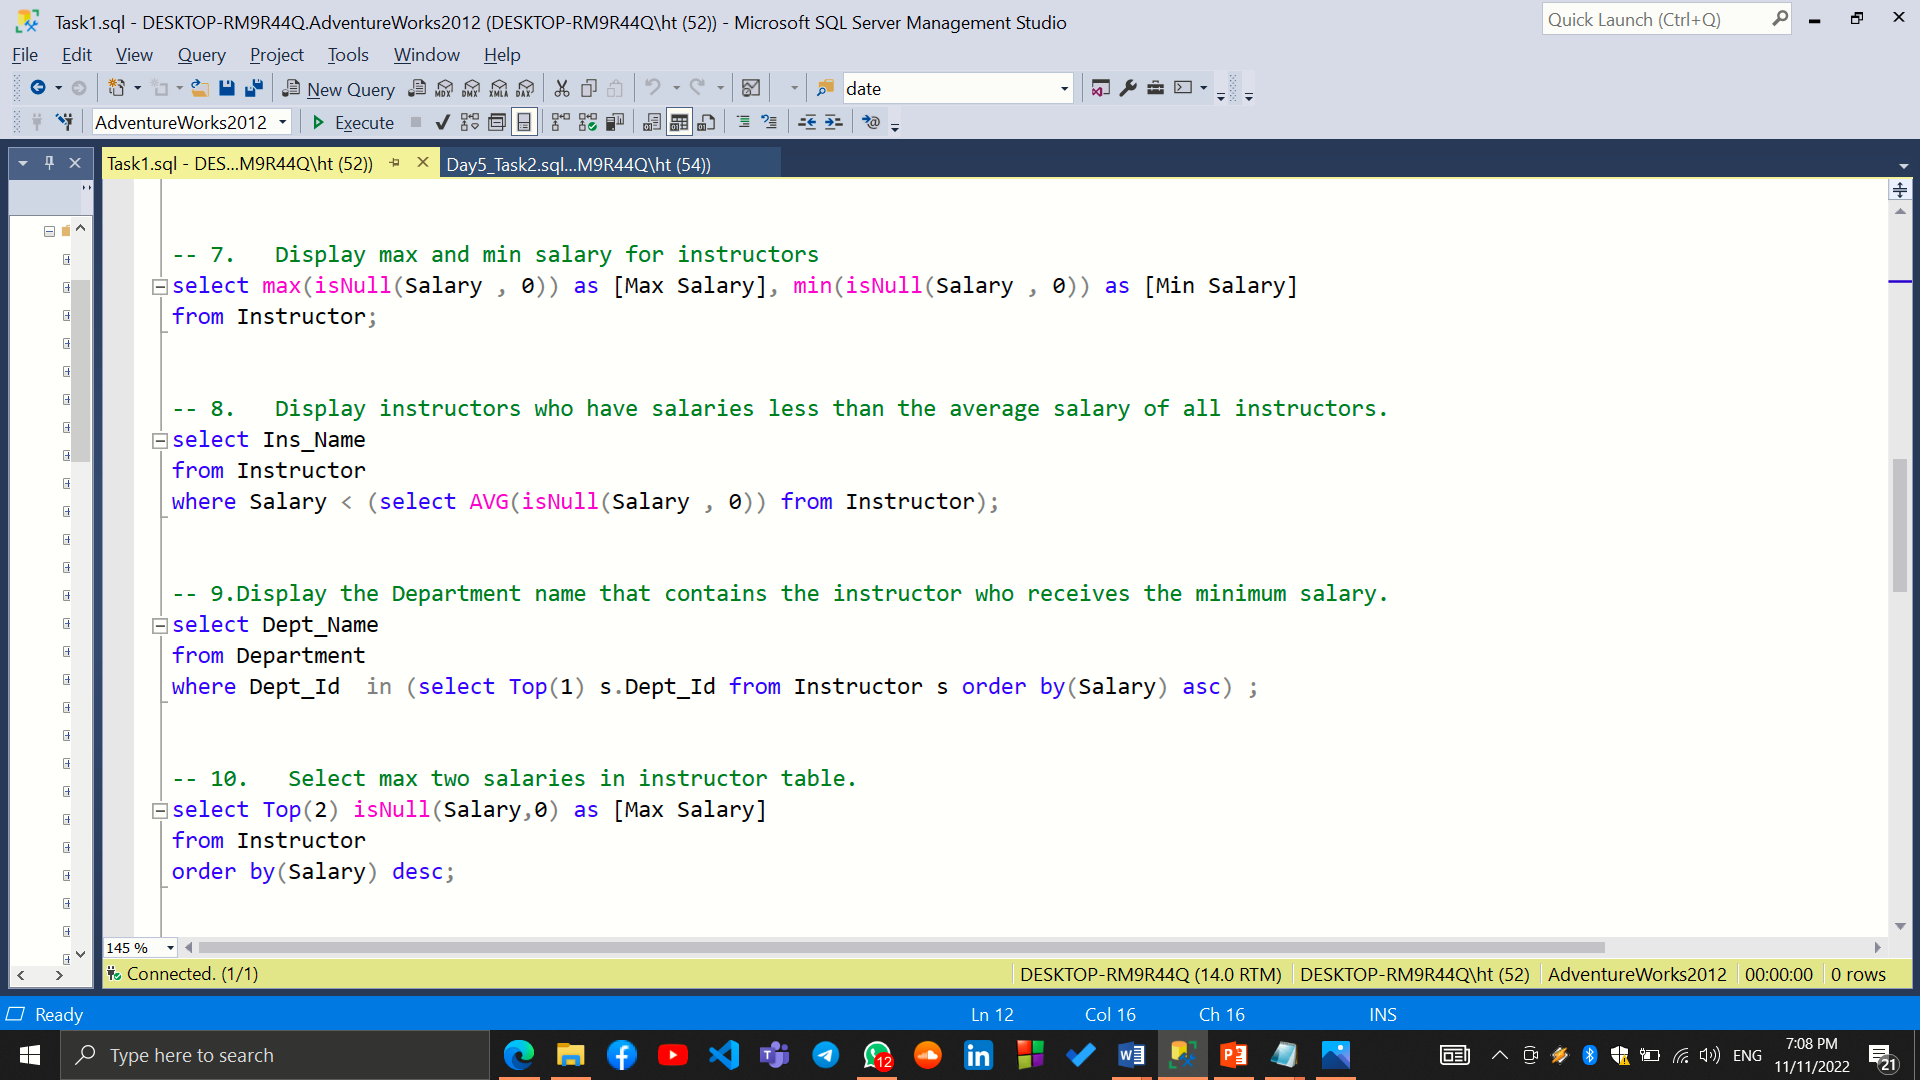 Task1.sql - DESKTOP-RM9R44Q.AdventureWorks2012 (DESKTOP-RM9R44Q\ht (52)) - Microsoft SQL Server Management Studio
Quick Launch (Ctrl+Q)
File Edit View Query Project Tools Window Help
New Query MDX DMX XMLA DAX date
AdventureWorks2012 Execute
Task1.sql - DES...M9R44Q\ht (52)) Day5_Task2.sql...M9R44Q\ht (54))
-- 7.   Display max and min salary for instructors
select max(isNull(Salary , 0)) as [Max Salary], min(isNull(Salary , 0)) as [Min Salary]
from Instructor;
-- 8.   Display instructors who have salaries less than the average salary of all instructors.
select Ins_Name
from Instructor
where Salary < (select AVG(isNull(Salary , 0)) from Instructor);
-- 9.Display the Department name that contains the instructor who receives the minimum salary.
select Dept_Name
from Department
where Dept_Id  in (select Top(1) s.Dept_Id from Instructor s order by(Salary) asc) ;
-- 10.   Select max two salaries in instructor table.
select Top(2) isNull(Salary,0) as [Max Salary]
from Instructor
order by(Salary) desc;
145 %
Connected. (1/1) DESKTOP-RM9R44Q (14.0 RTM) DESKTOP-RM9R44Q\ht (52) AdventureWorks2012 00:00:00 0 rows
Ready Ln 12 Col 16 Ch 16 INS
Type here to search 12 ENG 7:08 PM
11/11/2022 21